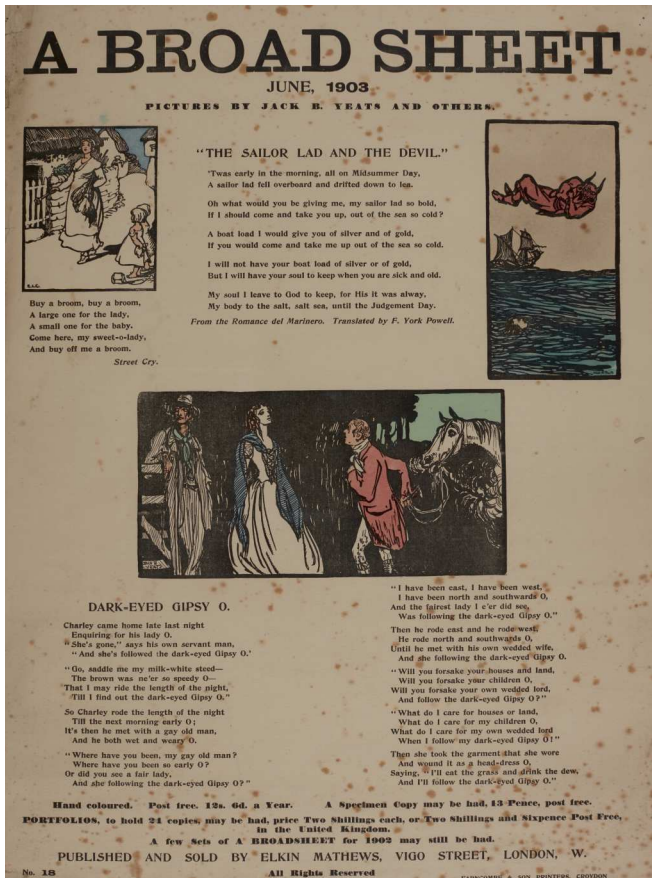 A BROAD SHEET
JUNE, 1903
PICTURES BY JACK B. YEATS AND OTHERS.
"THE SAILOR LAD AND THE DEVIL."
'Twas early in the morning, all on Midsummer Day,
A sailor lad fell overboard and drifted down to lea.
Oh what would you be giving me, my sailor lad so bold,
If I should come and take you up, out of the sea so cold?
A boat load I would give you of silver and of gold,
If you would come and take me up out of the sea so cold.
I will not have your boat load of silver or of gold,
But I will have your soul to keep when you are sick and old.
My soul I leave to God to keep, for His it was alway,
My body to the salt, salt sea, until the Judgement Day.
From the Romance del Marinero. Translated by F. York Powell.
Buy a broom, buy a broom,
A large one for the lady,
A small one for the baby.
Come here, my sweet-o-lady,
And buy off me a broom.
Street Cry.
DARK-EYED GIPSY O.
Charley came home late last night
Enquiring for his lady O.
"She's gone," says his own servant man,
"And she's followed the dark-eyed Gipsy O.'
"Go, saddle me my milk-white steed—
The brown was ne'er so speedy O—
That I may ride the length of the night,
Till I find out the dark-eyed Gipsy O."
So Charley rode the length of the night
Till the next morning early O;
It's then he met with a gay old man,
And he both wet and weary O.
"Where have you been, my gay old man?
Where have you been so early O?
Or did you see a fair lady,
And she following the dark-eyed Gipsy O?"
"I have been east, I have been west,
I have been north and southwards O,
And the fairest lady I e'er did see,
Was following the dark-eyed Gipsy O."
Then he rode east and he rode west,
He rode north and southwards O,
Until he met with his own wedded wife,
And she following the dark-eyed Gipsy O.
"Will you forsake your houses and land,
Will you forsake your children O,
Will you forsake your own wedded lord,
And follow the dark-eyed Gipsy O?"
"What do I care for houses or land,
What do I care for my children O,
What do I care for my own wedded lord
When I follow my dark-eyed Gipsy O!"
Then she took the garment that she wore
And wound it as a head-dress O,
Saying, "I'll eat the grass and drink the dew,
And I'll follow the dark-eyed Gipsy O."
Hand coloured. Post free. 12s. 6d. a Year. A Specimen Copy may be had, 13 Pence, post free.
PORTFOLIOS, to hold 24 copies, may be had, price Two Shillings each, or Two Shillings and Sixpence Post Free,
in the United Kingdom.
A few Sets of A BROADSHEET for 1902 may still be had.
PUBLISHED AND SOLD BY ELKIN MATHEWS, VIGO STREET, LONDON, W.
No. 18 All Rights Reserved
& SON PRINTERS, CROYDON